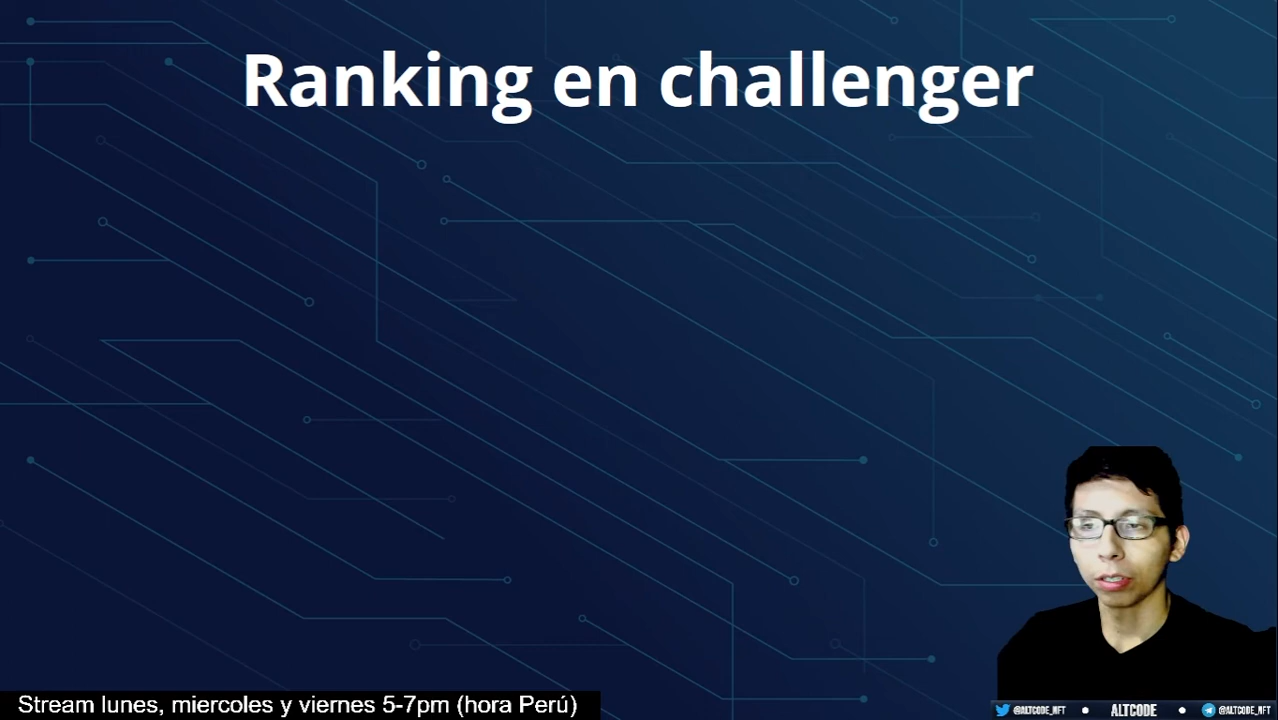 Ranking en challenger
Stream lunes, miercoles y viernes 5-7pm (hora Perú)
@ALTCODE_NFT • ALTCODE • @ALTCODE_NFT